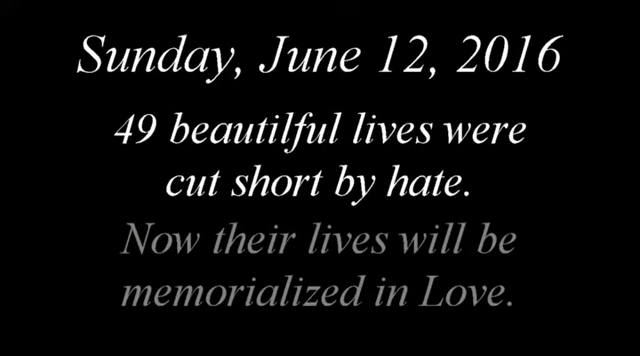 Sunday, June 12, 2016
49 beautilful lives were
cut short by hate.
Now their lives will be
memorialized in Love.